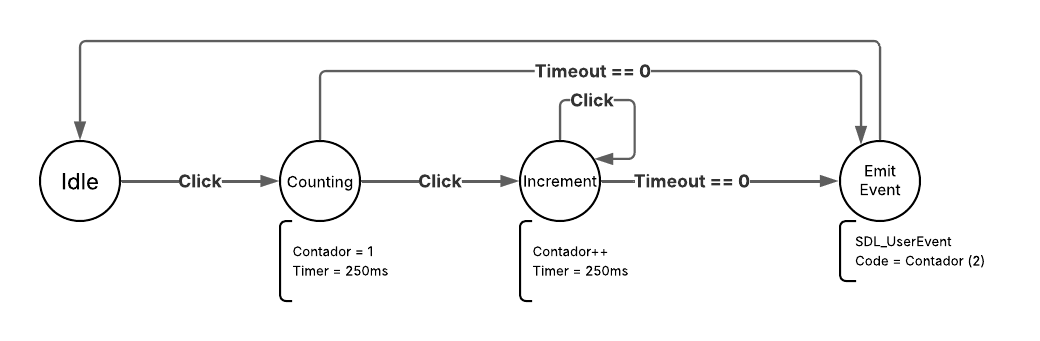 Timeout == 0
Click
Idle
Click
Counting
Click
Increment
Timeout == 0
Emit
Event
Contador = 1
Timer = 250ms
Contador++
Timer = 250ms
SDL_UserEvent
Code = Contador (2)